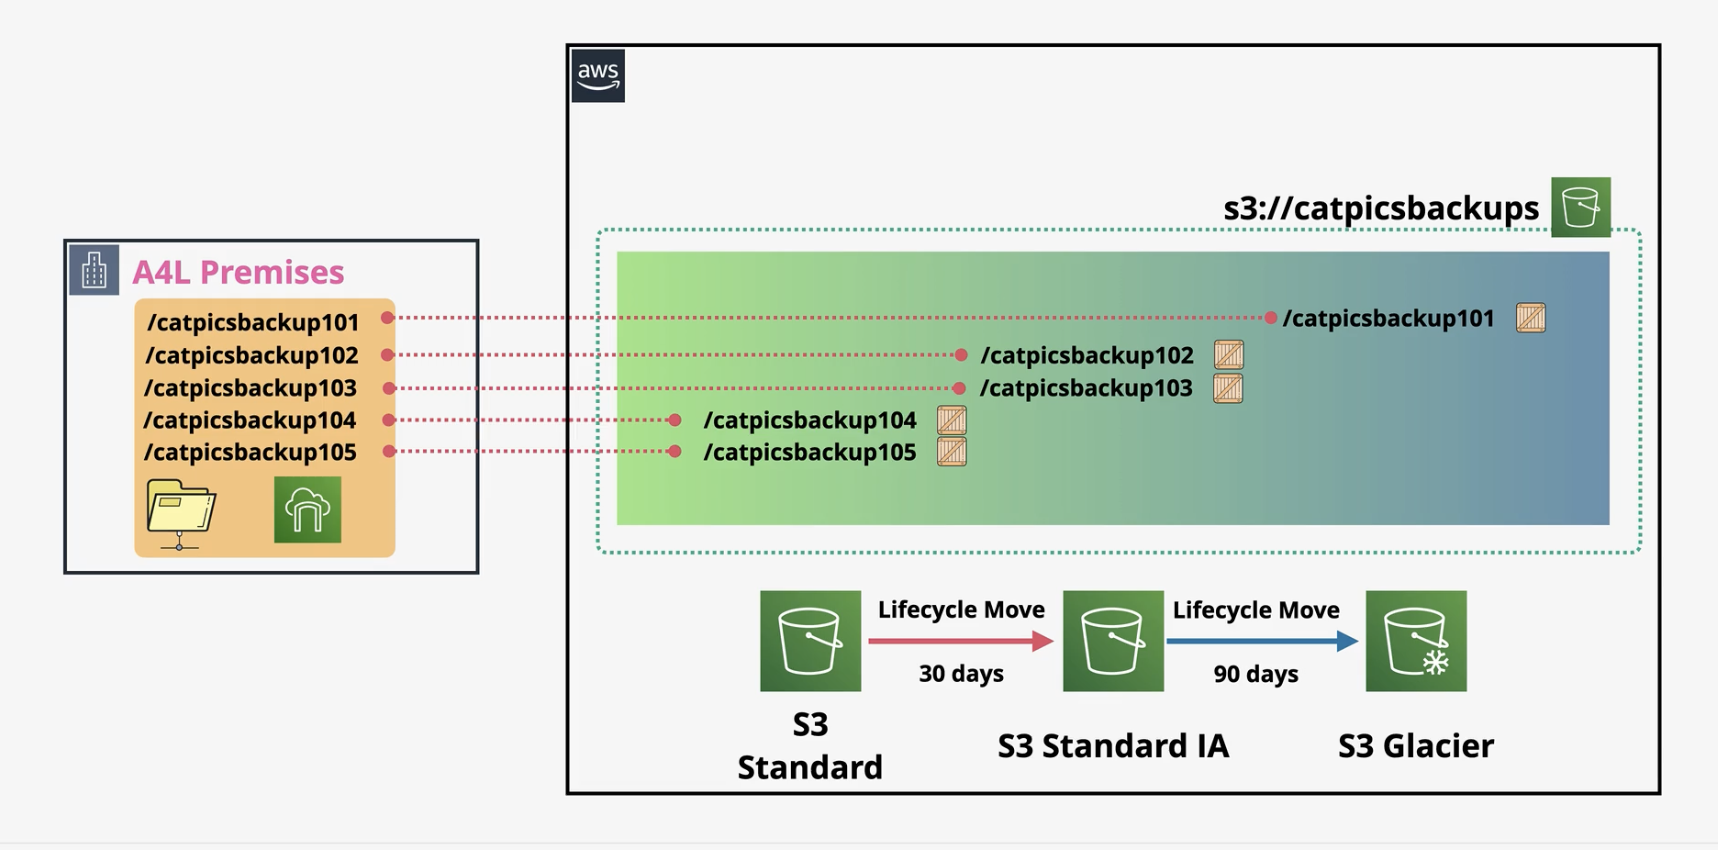 aws
s3://catpicsbackups
A4L Premises
/catpicsbackup101
/catpicsbackup102
/catpicsbackup103
/catpicsbackup104
/catpicsbackup105
/catpicsbackup101
/catpicsbackup102
/catpicsbackup103
/catpicsbackup104
/catpicsbackup105
Lifecycle Move
30 days
Lifecycle Move
90 days
S3
Standard
S3 Standard IA
S3 Glacier